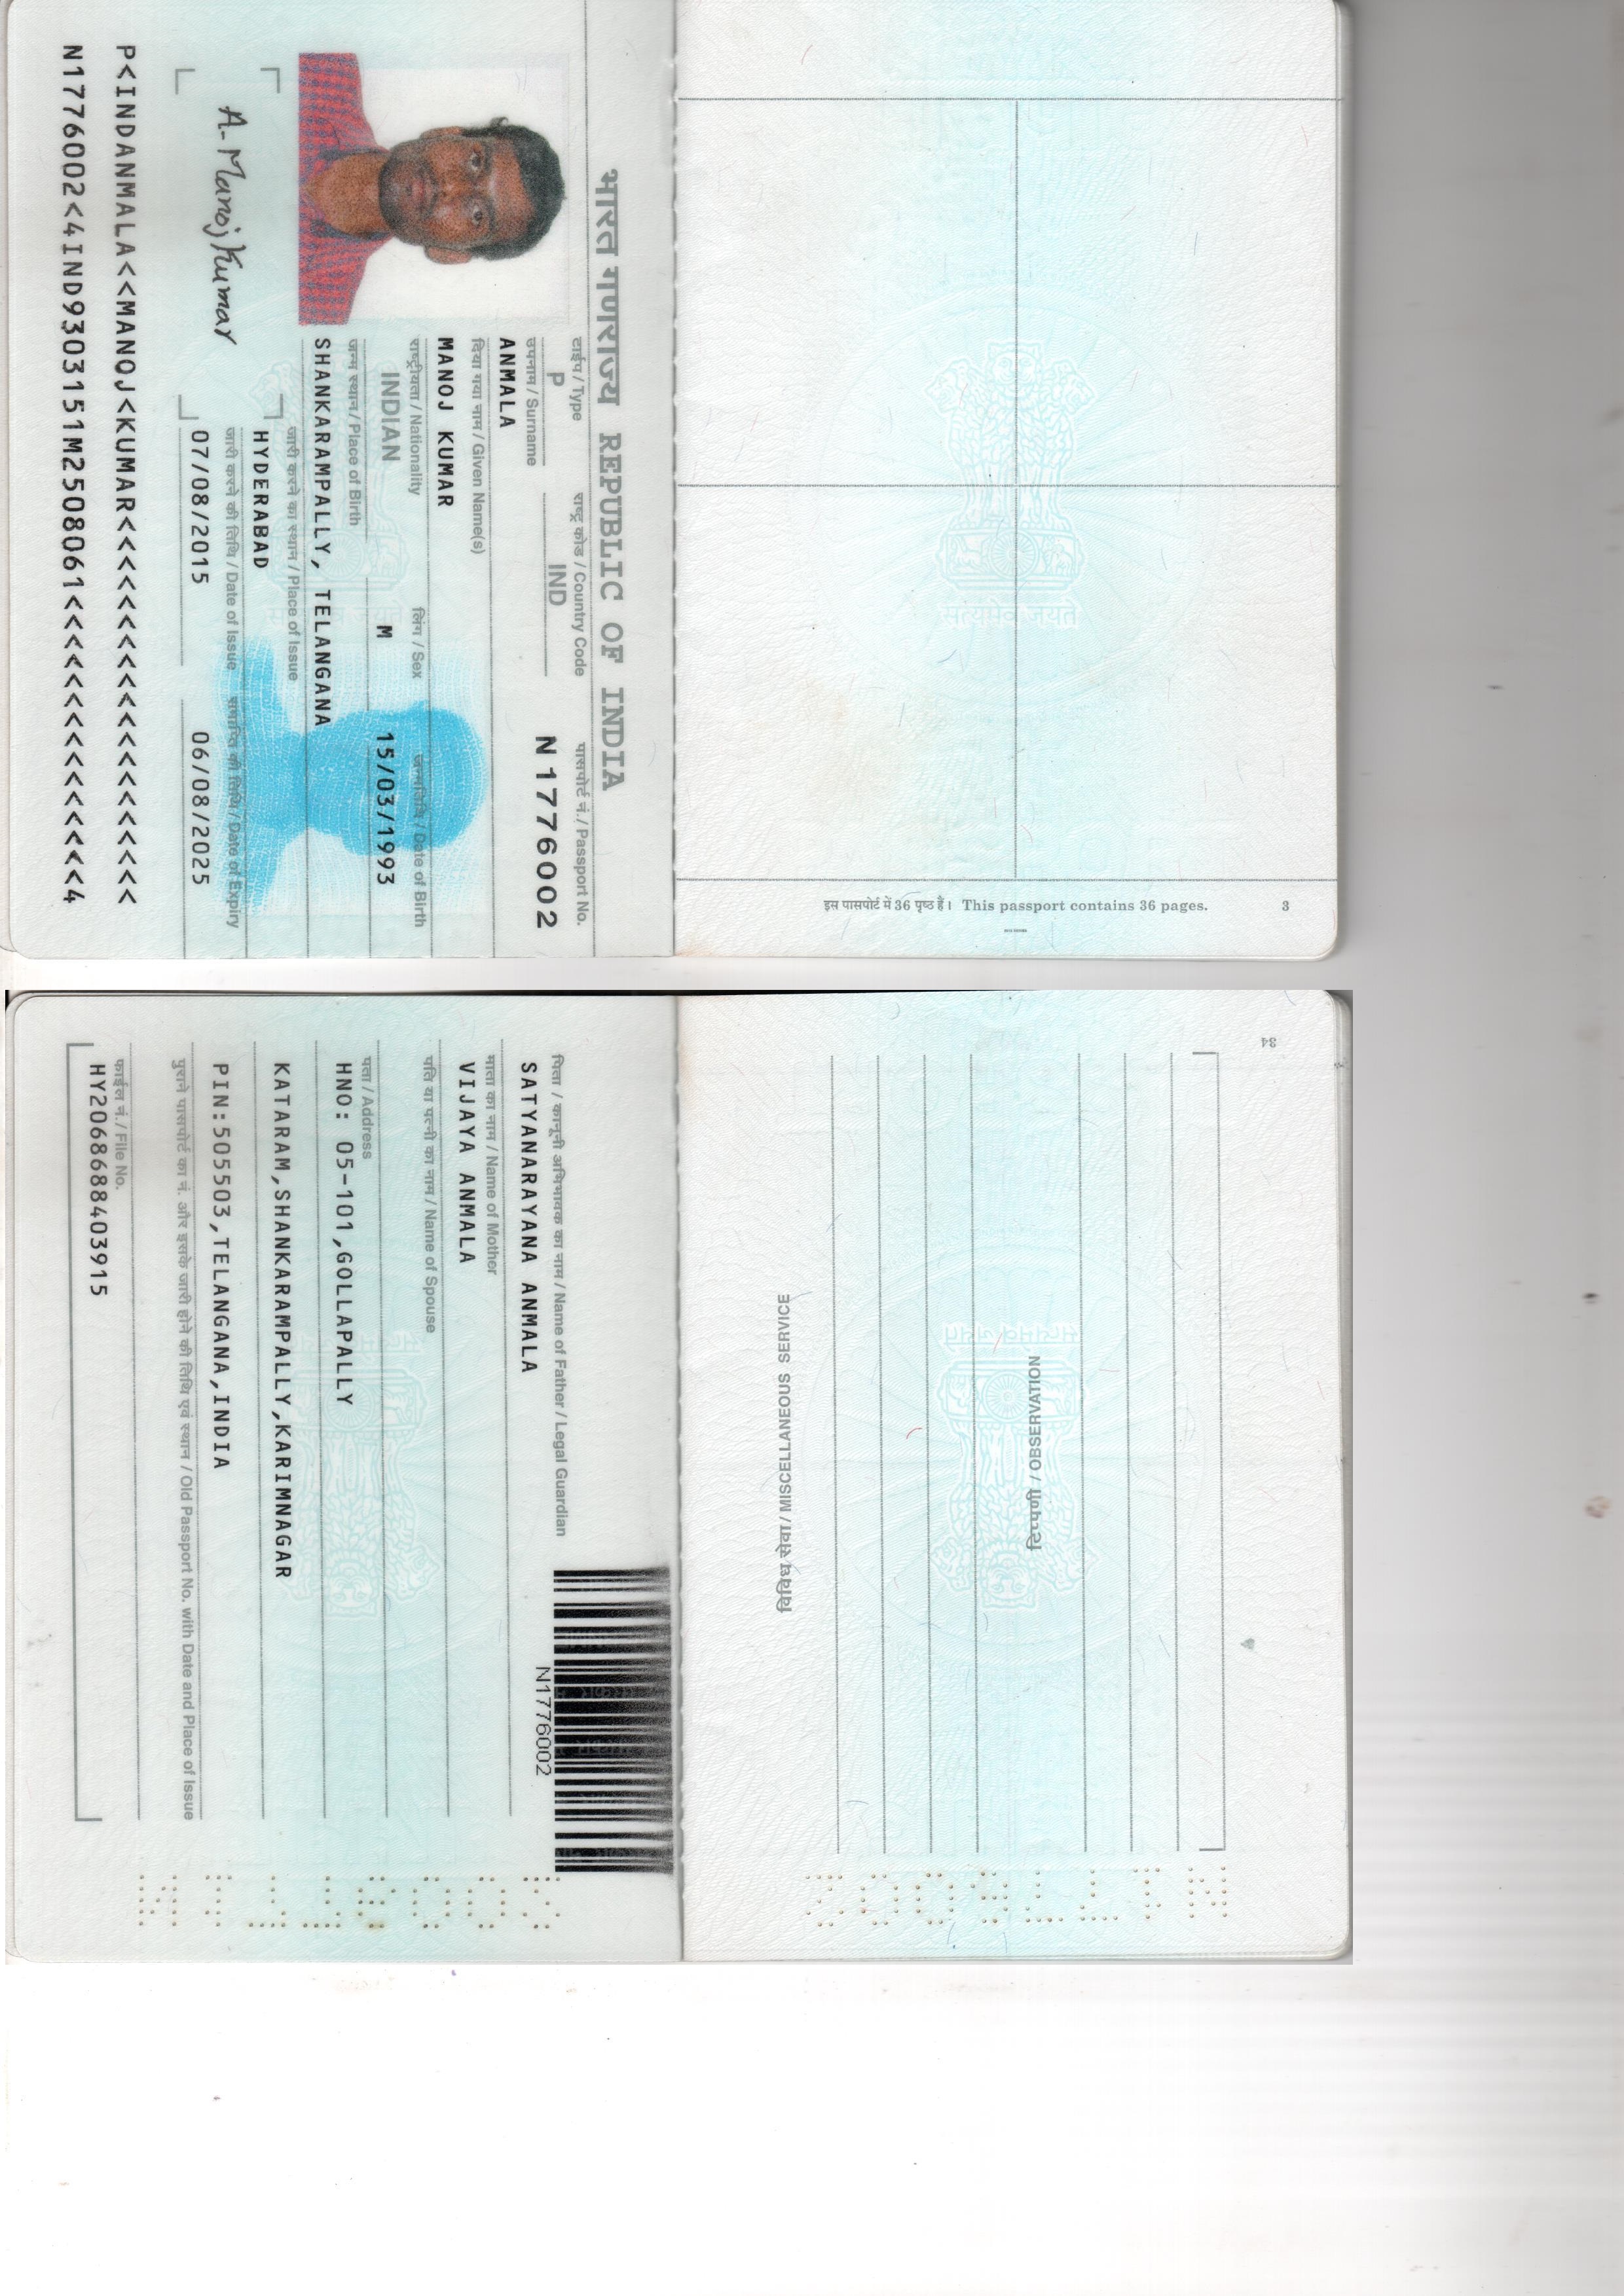 भारत गणराज्य REPUBLIC OF INDIA
टाईप / Type
राष्ट्र कोड / Country Code
पासपोर्ट नं. / Passport No.
P
IND
N 1776002
उपनाम / Surname
ANMALA
दिया गया नाम / Given Name(s)
MANOJ KUMAR
राष्ट्रीयता / Nationality
लिंग / Sex
जन्मतिथि / Date of Birth
INDIAN
M
15/03/1993
जन्म स्थान / Place of Birth
SHANKARAMPALLY, TELANGANA
जारी करने का स्थान / Place of Issue
HYDERABAD
जारी करने की तिथि / Date of Issue
समाप्ति की तिथि / Date of Expiry
07/08/2015
06/08/2025
A. Manoj Kumar
P<INDANMALA<<MANOJ<KUMAR<<<<<<<<<<<<<<<<<<<<
N1776002<4IND9303151M2508061<<<<<<<<<<<<<<<4
सत्यमेव जयते
इस पासपोर्ट में 36 पृष्ठ हैं। This passport contains 36 pages.
3
पिता / कानूनी अभिभावक का नाम / Name of Father / Legal Guardian
SATYANARAYANA ANMALA
माता का नाम / Name of Mother
VIJAYA ANMALA
पति या पत्नी का नाम / Name of Spouse
पता / Address
HNO: 05-101,GOLLAPALLY
KATARAM,SHANKARAMPALLY,KARIMNAGAR
PIN:505503,TELANGANA,INDIA
पुराने पासपोर्ट का नं. और इसके जारी होने की तिथि एवं स्थान / Old Passport No. with Date and Place of Issue
फाईल नं. / File No.
HY2068688403915
N1776002
N1776002
34
टिप्पणी / OBSERVATION
विविध सेवा / MISCELLANEOUS SERVICE
सत्यमेव जयते
N1776002